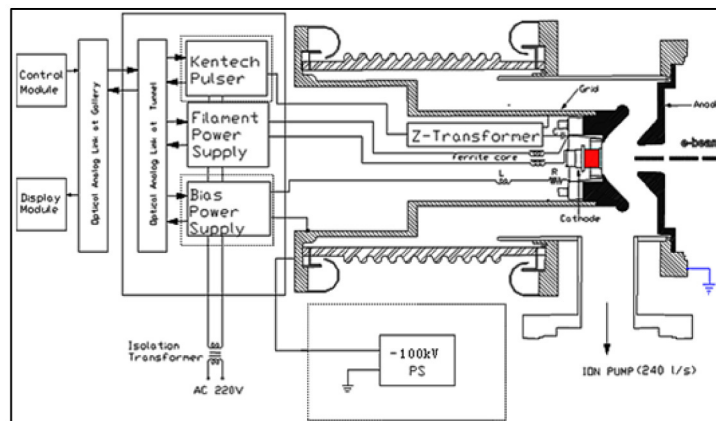 Control
Module
Display
Module
Optical Analog Link at Gallery
Optical Analog Link at Tunnel
Kentech
Pulser
Filament
Power
Supply
Bias
Power
Supply
Isolation
Transformer
AC 220V
Z-Transformer
ferrite core
L
R
Grid
Cathode
Anod
e-beam
-100kV
PS
ION PUMP (240 l/s)